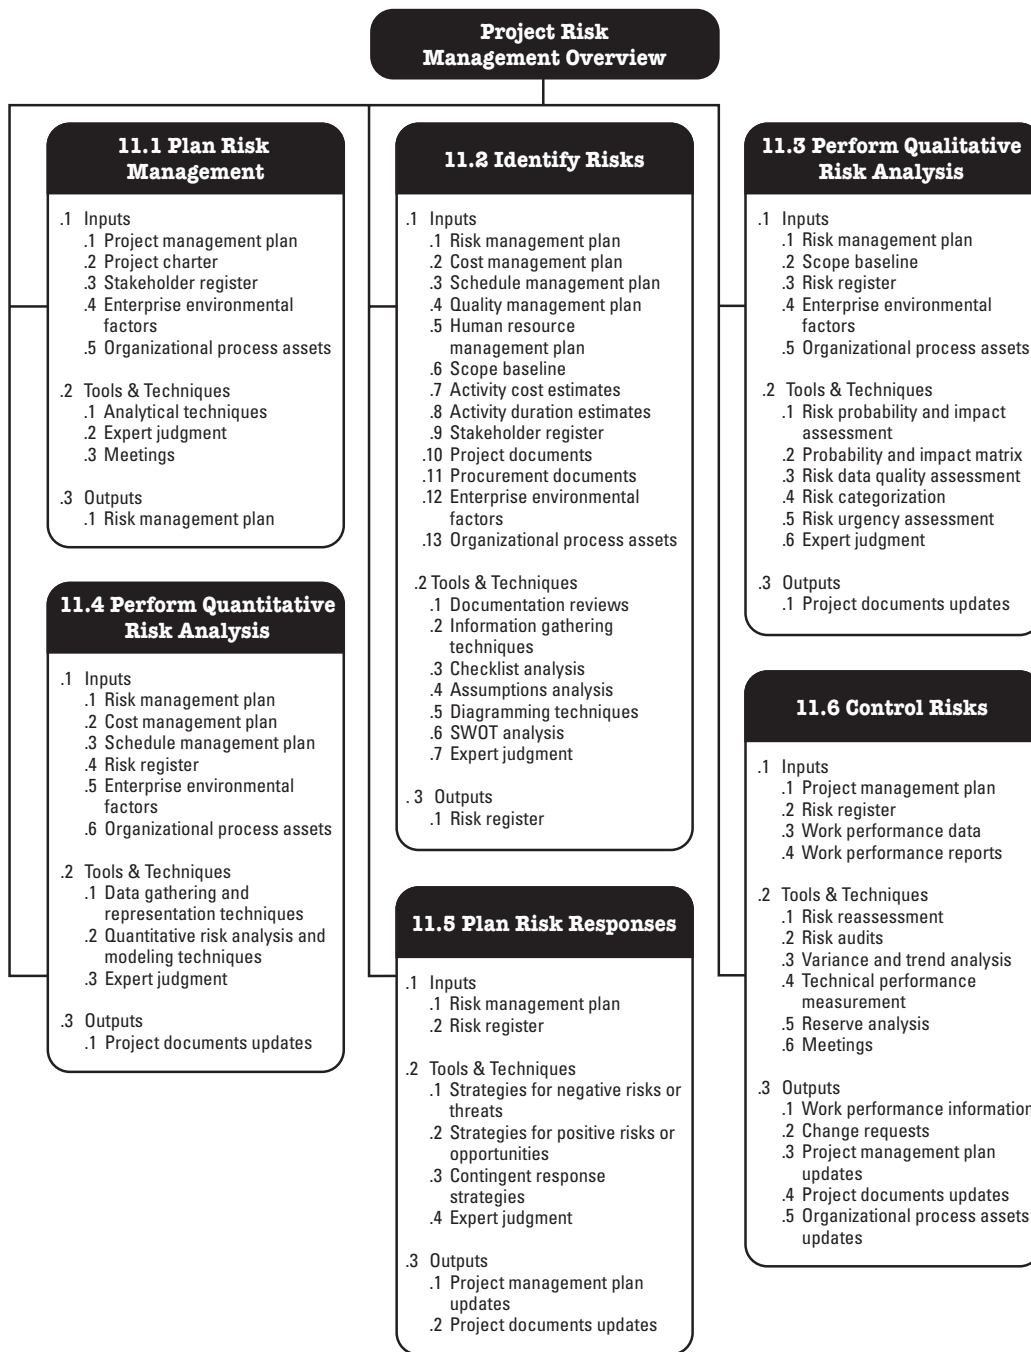 Project Risk
Management Overview
11.1 Plan Risk
Management
.1 Inputs
.1 Project management plan
.2 Project charter
.3 Stakeholder register
.4 Enterprise environmental
factors
.5 Organizational process assets
.2 Tools & Techniques
.1 Analytical techniques
.2 Expert judgment
.3 Meetings
.3 Outputs
.1 Risk management plan
11.2 Identify Risks
.1 Inputs
.1 Risk management plan
.2 Cost management plan
.3 Schedule management plan
.4 Quality management plan
.5 Human resource
management plan
.6 Scope baseline
.7 Activity cost estimates
.8 Activity duration estimates
.9 Stakeholder register
.10 Project documents
.11 Procurement documents
.12 Enterprise environmental
factors
.13 Organizational process assets
.2 Tools & Techniques
.1 Documentation reviews
.2 Information gathering
techniques
.3 Checklist analysis
.4 Assumptions analysis
.5 Diagramming techniques
.6 SWOT analysis
.7 Expert judgment
. 3 Outputs
.1 Risk register
11.3 Perform Qualitative
Risk Analysis
.1 Inputs
.1 Risk management plan
.2 Scope baseline
.3 Risk register
.4 Enterprise environmental
factors
.5 Organizational process assets
.2 Tools & Techniques
.1 Risk probability and impact
assessment
.2 Probability and impact matrix
.3 Risk data quality assessment
.4 Risk categorization
.5 Risk urgency assessment
.6 Expert judgment
.3 Outputs
.1 Project documents updates
11.4 Perform Quantitative
Risk Analysis
.1 Inputs
.1 Risk management plan
.2 Cost management plan
.3 Schedule management plan
.4 Risk register
.5 Enterprise environmental
factors
.6 Organizational process assets
.2 Tools & Techniques
.1 Data gathering and
representation techniques
.2 Quantitative risk analysis and
modeling techniques
.3 Expert judgment
.3 Outputs
.1 Project documents updates
11.5 Plan Risk Responses
.1 Inputs
.1 Risk management plan
.2 Risk register
.2 Tools & Techniques
.1 Strategies for negative risks or
threats
.2 Strategies for positive risks or
opportunities
.3 Contingent response
strategies
.4 Expert judgment
.3 Outputs
.1 Project management plan
updates
.2 Project documents updates
11.6 Control Risks
.1 Inputs
.1 Project management plan
.2 Risk register
.3 Work performance data
.4 Work performance reports
.2 Tools & Techniques
.1 Risk reassessment
.2 Risk audits
.3 Variance and trend analysis
.4 Technical performance
measurement
.5 Reserve analysis
.6 Meetings
.3 Outputs
.1 Work performance information
.2 Change requests
.3 Project management plan
updates
.4 Project documents updates
.5 Organizational process assets
updates